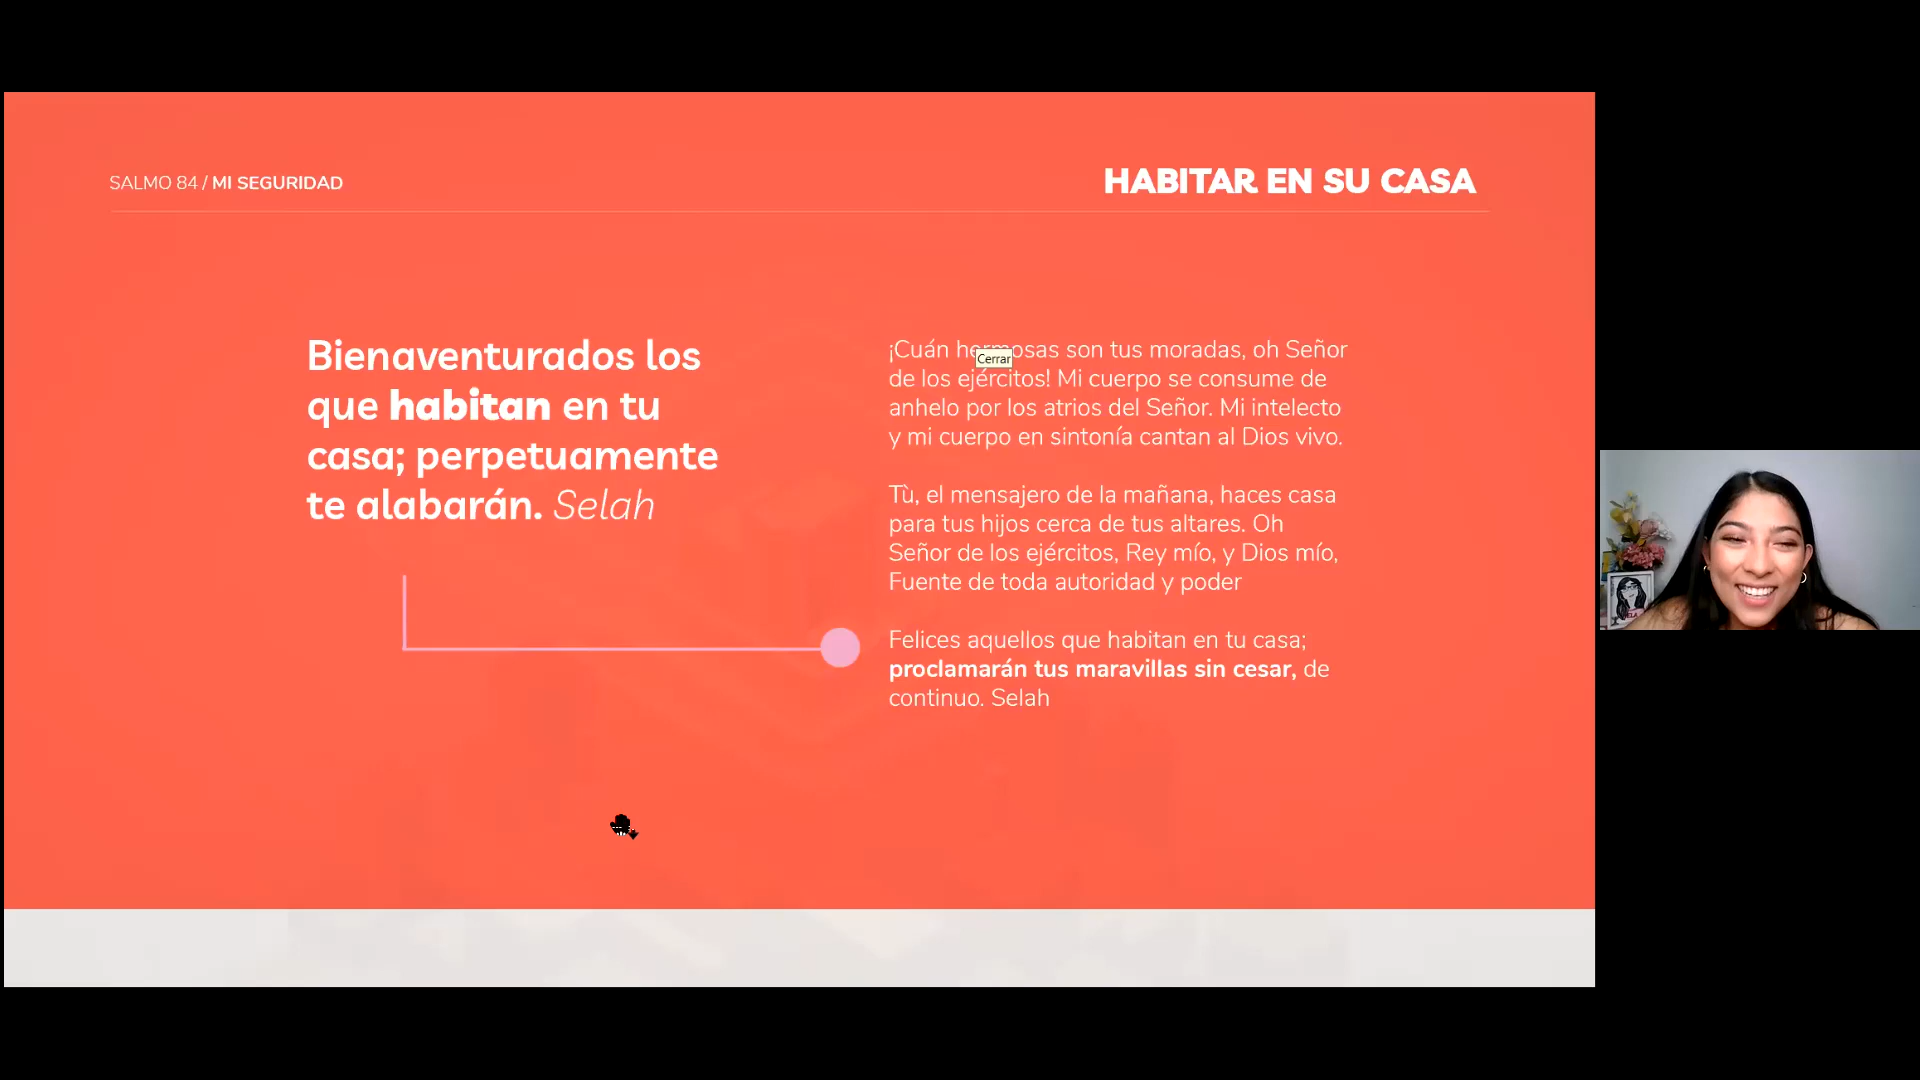 SALMO 84 / MI SEGURIDAD
HABITAR EN SU CASA
Bienaventurados los
que habitan en tu
casa; perpetuamente
te alabarán. Selah
¡Cuán hermosas son tus moradas, oh Señor
Cerrar
de los ejércitos! Mi cuerpo se consume de
anhelo por los atrios del Señor. Mi intelecto
y mi cuerpo en sintonía cantan al Dios vivo.
Tù, el mensajero de la mañana, haces casa
para tus hijos cerca de tus altares. Oh
Señor de los ejércitos, Rey mío, y Dios mío,
Fuente de toda autoridad y poder
Felices aquellos que habitan en tu casa;
proclamarán tus maravillas sin cesar, de
continuo. Selah